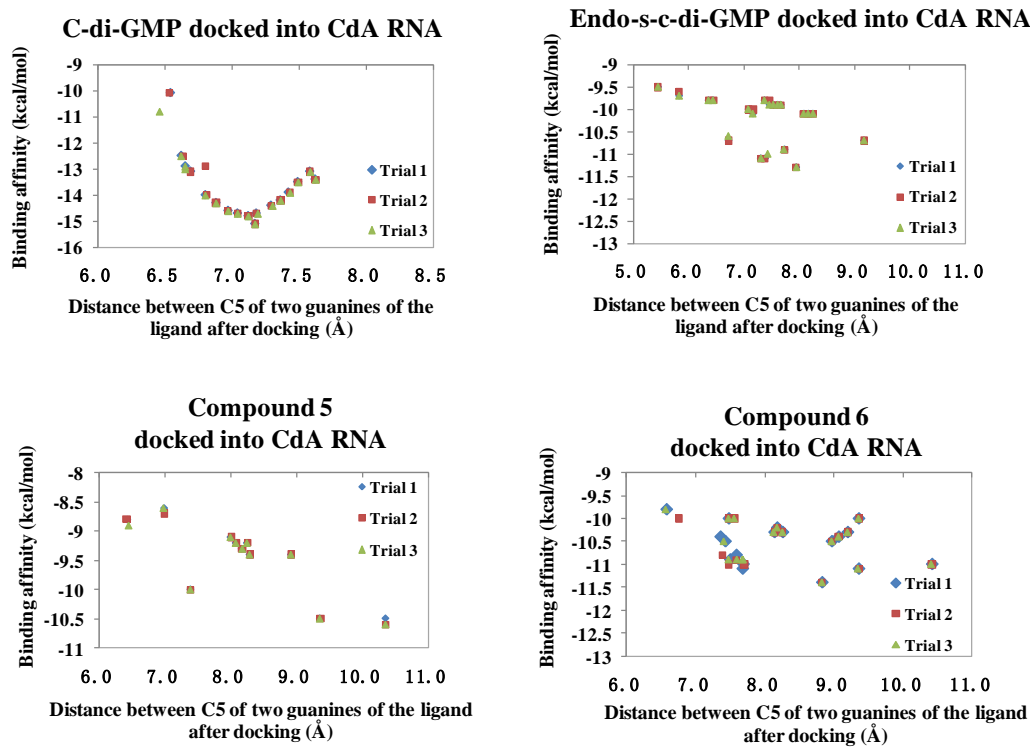 C-di-GMP docked into CdA RNA
Binding affinity (kcal/mol)
-9
-10
-11
-12
-13
-14
-15
-16
6.0 6.5 7.0 7.5 8.0 8.5
Trial 1
Trial 2
Trial 3
Distance between C5 of two guanines of the
ligand after docking (Å)
Endo-s-c-di-GMP docked into CdA RNA
Binding affinity (kcal/mol)
-9
-9.5
-10
-10.5
-11
-11.5
-12
-12.5
-13
5.0 6.0 7.0 8.0 9.0 10.0 11.0
Trial 1
Trial 2
Trial 3
Distance between C5 of two guanines of the
ligand after docking (Å)
Compound 5
docked into CdA RNA
Binding affinity (kcal/mol)
-8
-8.5
-9
-9.5
-10
-10.5
-11
6.0 7.0 8.0 9.0 10.0 11.0
Trial 1
Trial 2
Trial 3
Distance between C5 of two guanines of the ligand
after docking (Å)
Compound 6
docked into CdA RNA
Binding affinity (kcal/mol)
-9
-9.5
-10
-10.5
-11
-11.5
-12
-12.5
-13
6.0 7.0 8.0 9.0 10.0 11.0
Trial 1
Trial 2
Trial 3
Distance between C5 of two guanines of the ligand
after docking (Å)